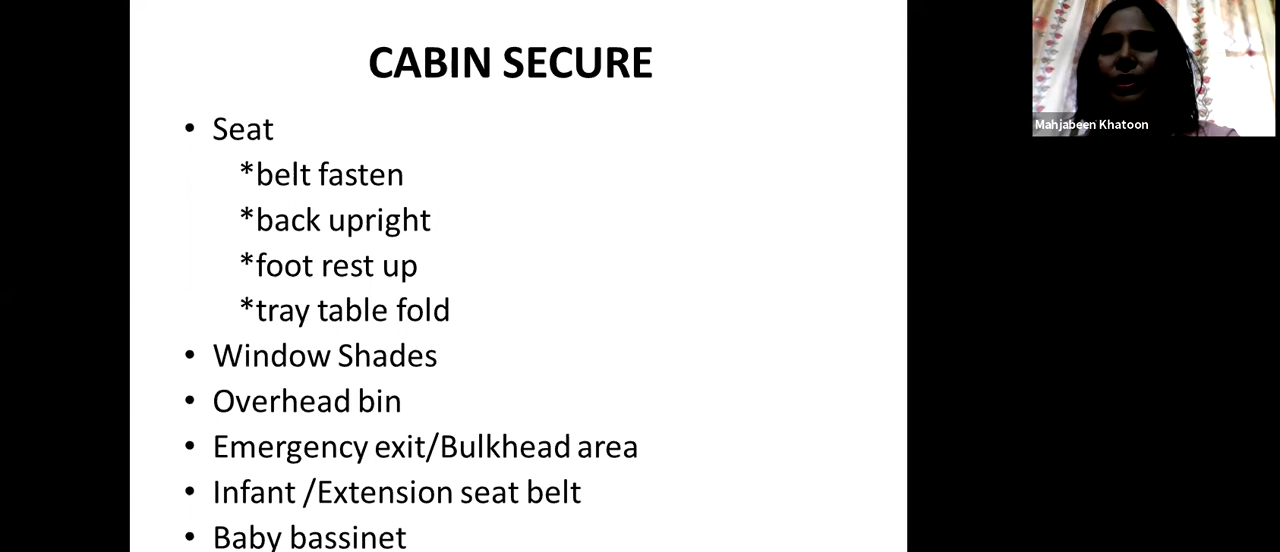 CABIN SECURE
• Seat
*belt fasten
*back upright
*foot rest up
*tray table fold
• Window Shades
• Overhead bin
• Emergency exit/Bulkhead area
• Infant /Extension seat belt
• Baby bassinet
Mahjabeen Khatoon